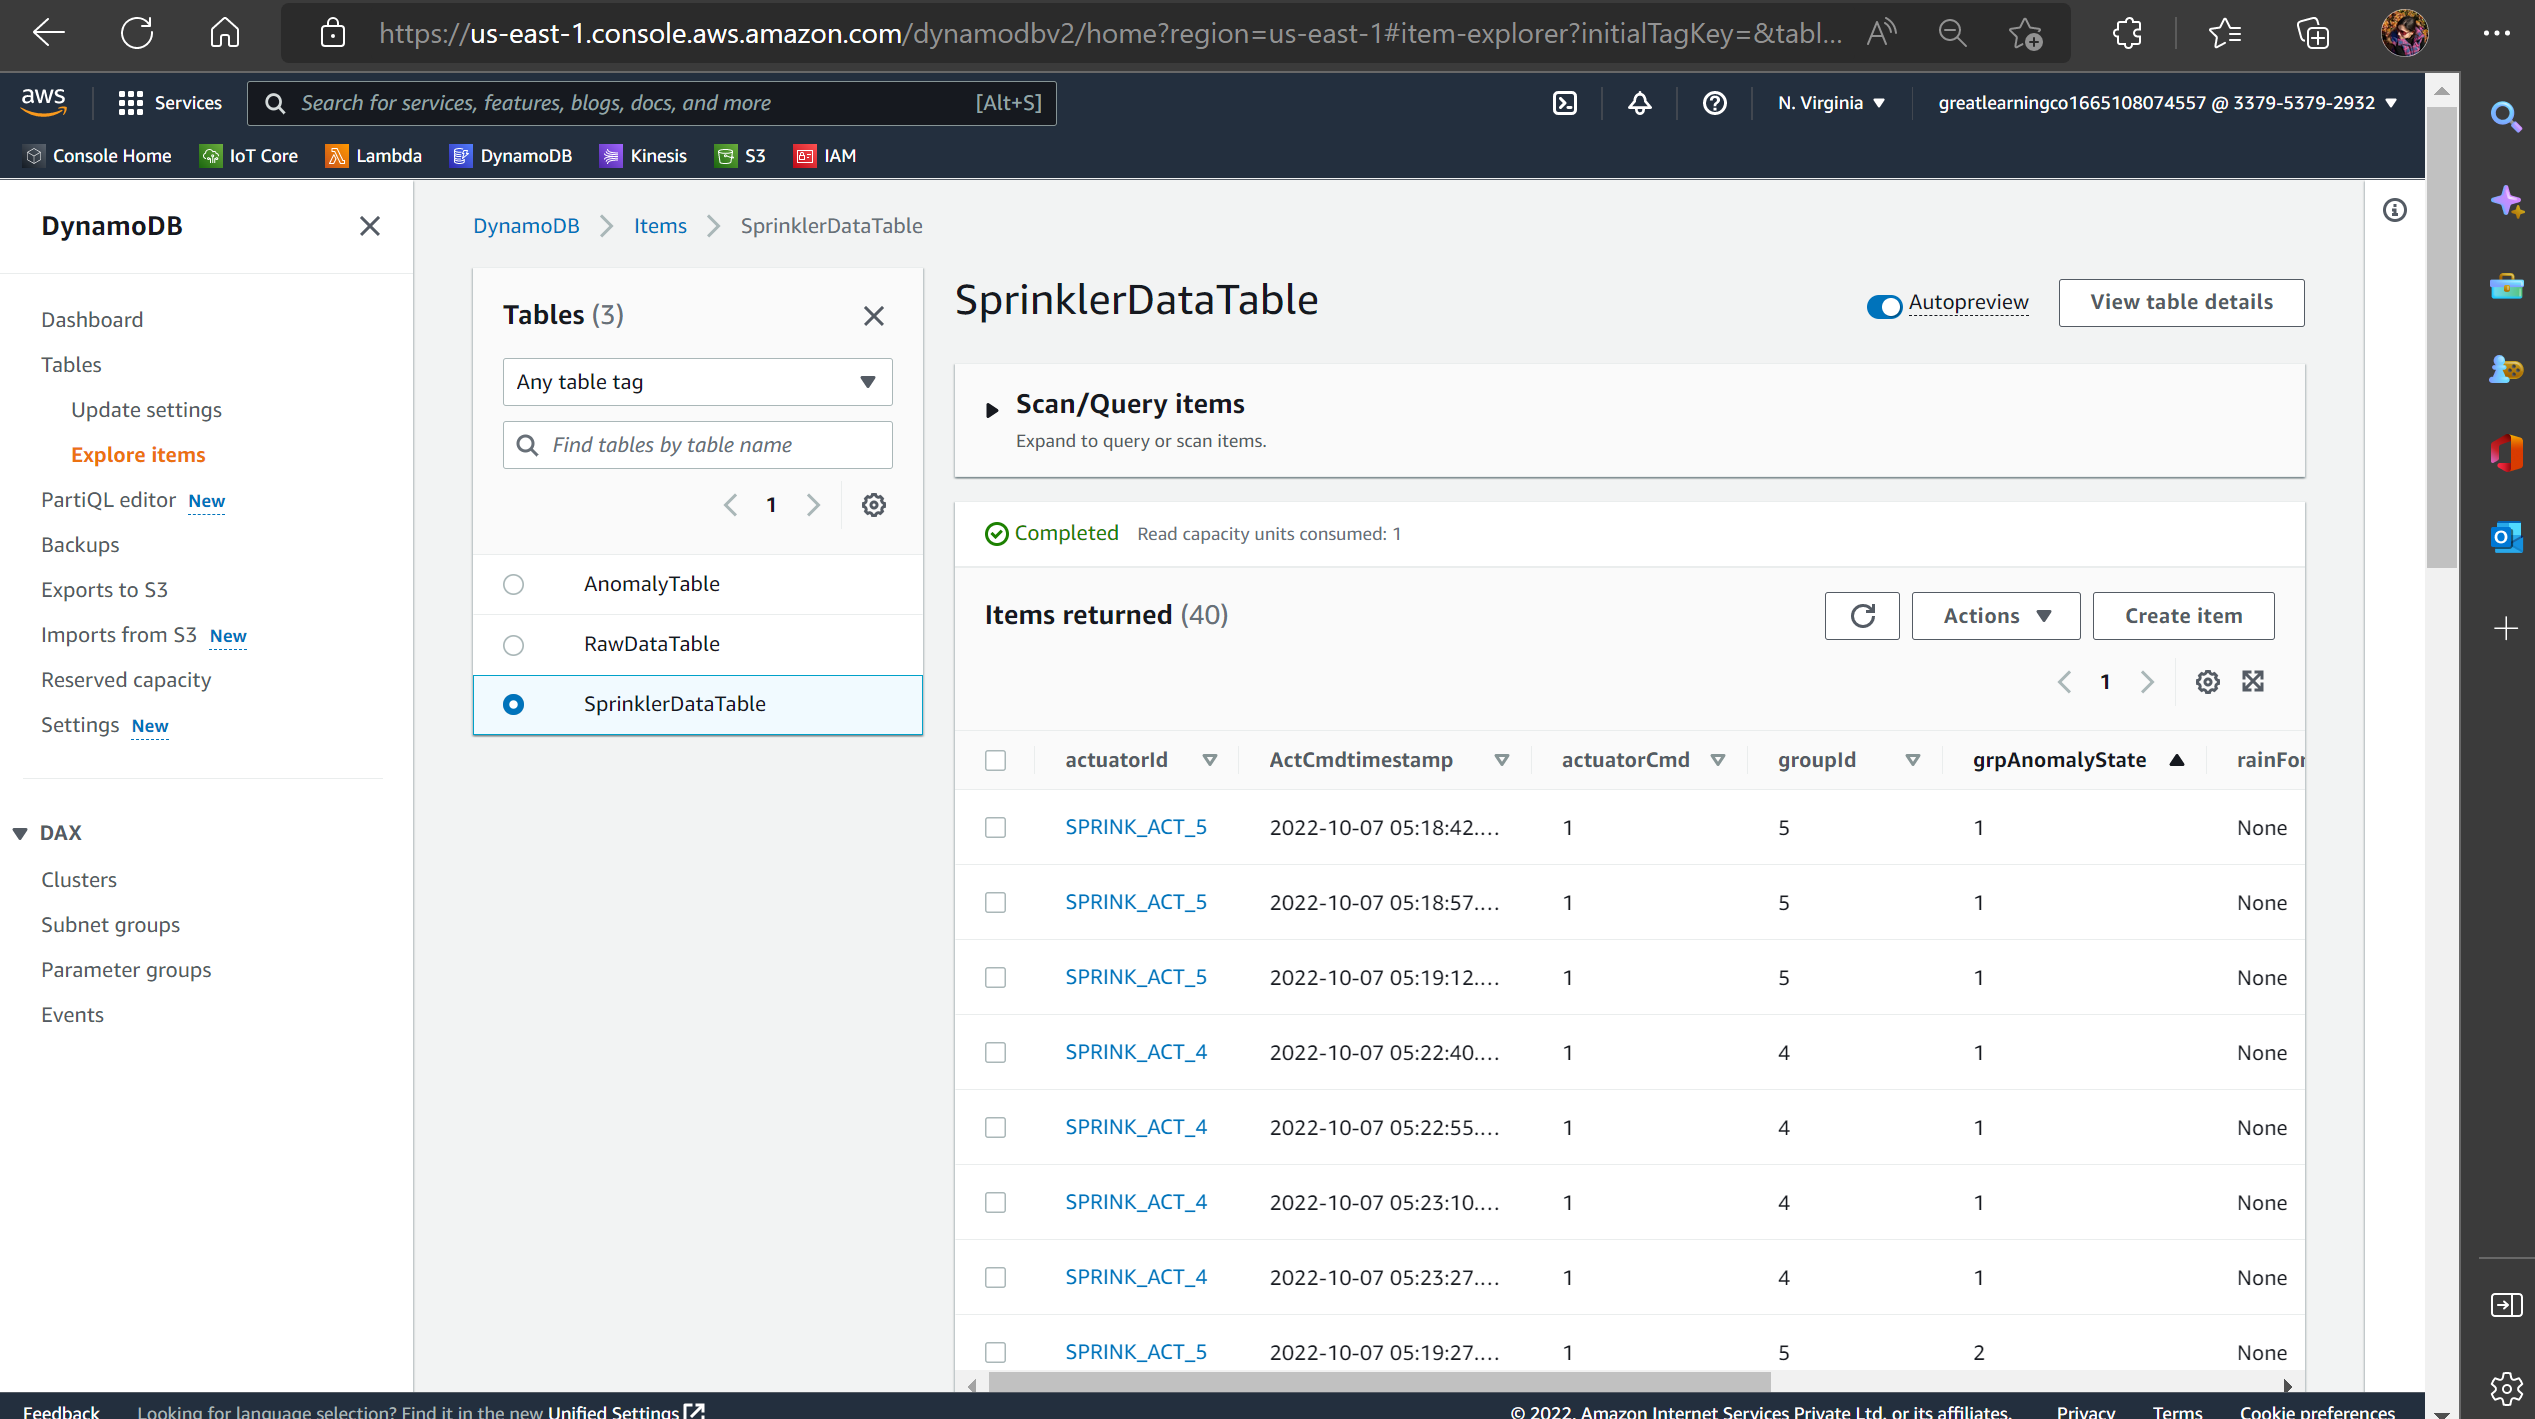 https://us-east-1.console.aws.amazon.com/dynamodbv2/home?region=us-east-1#item-explorer?initialTagKey=&tabl...
aws Services Search for services, features, blogs, docs, and more [Alt+S] N. Virginia greatlearningco1665108074557 @ 3379-5379-2932
Console Home IoT Core Lambda DynamoDB Kinesis S3 IAM
DynamoDB
Dashboard
Tables
Update settings
Explore items
PartiQL editor New
Backups
Exports to S3
Imports from S3 New
Reserved capacity
Settings New
DAX
Clusters
Subnet groups
Parameter groups
Events
DynamoDB Items SprinklerDataTable
Tables (3)
Any table tag
Find tables by table name
1
AnomalyTable
RawDataTable
SprinklerDataTable
SprinklerDataTable
Autopreview View table details
Scan/Query items
Expand to query or scan items.
Completed Read capacity units consumed: 1
Items returned (40)
Actions Create item
1
actuatorId ActCmdtimestamp actuatorCmd groupId grpAnomalyState rainFor
SPRINK_ACT_5 2022-10-07 05:18:42.... 1 5 1 None
SPRINK_ACT_5 2022-10-07 05:18:57.... 1 5 1 None
SPRINK_ACT_5 2022-10-07 05:19:12.... 1 5 1 None
SPRINK_ACT_4 2022-10-07 05:22:40.... 1 4 1 None
SPRINK_ACT_4 2022-10-07 05:22:55.... 1 4 1 None
SPRINK_ACT_4 2022-10-07 05:23:10.... 1 4 1 None
SPRINK_ACT_4 2022-10-07 05:23:27.... 1 4 1 None
SPRINK_ACT_5 2022-10-07 05:19:27.... 1 5 2 None
Feedback Looking for language selection? Find it in the new Unified Settings © 2022, Amazon Internet Services Private Ltd. or its affiliates. Privacy Terms Cookie preferences